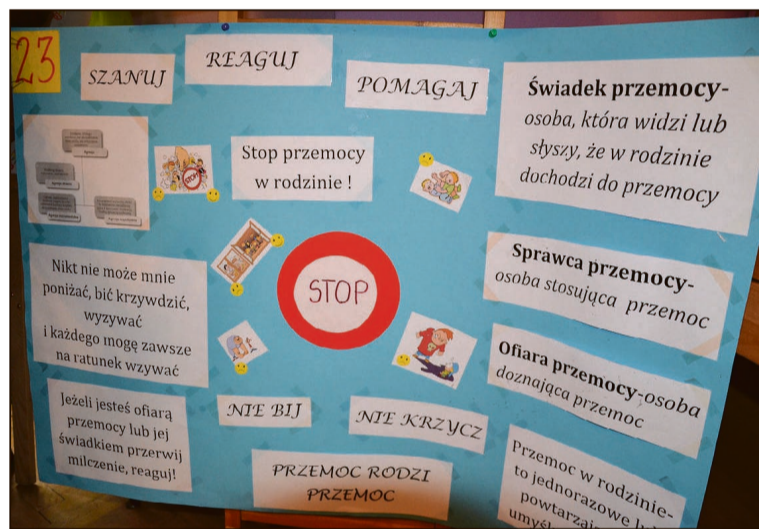 23
SZANUJ
REAGUJ
POMAGAJ
Świadek przemocy-
osoba, która widzi lub
słyszy, że w rodzinie
dochodzi do przemocy
Stop przemocy
w rodzinie !
Sprawca przemocy-
osoba stosująca przemoc
STOP
Nikt nie może mnie
poniżać, bić krzywdzić,
wyzywać
i każdego mogę zawsze
na ratunek wzywać
Ofiara przemocy-osoba
doznająca przemoc
Jeżeli jesteś ofiarą
przemocy lub jej
świadkiem przerwij
milczenie, reaguj!
NIE BIJ
NIE KRZYCZ
PRZEMOC RODZI
PRZEMOC
Przemoc w rodzinie-
to jednorazowe